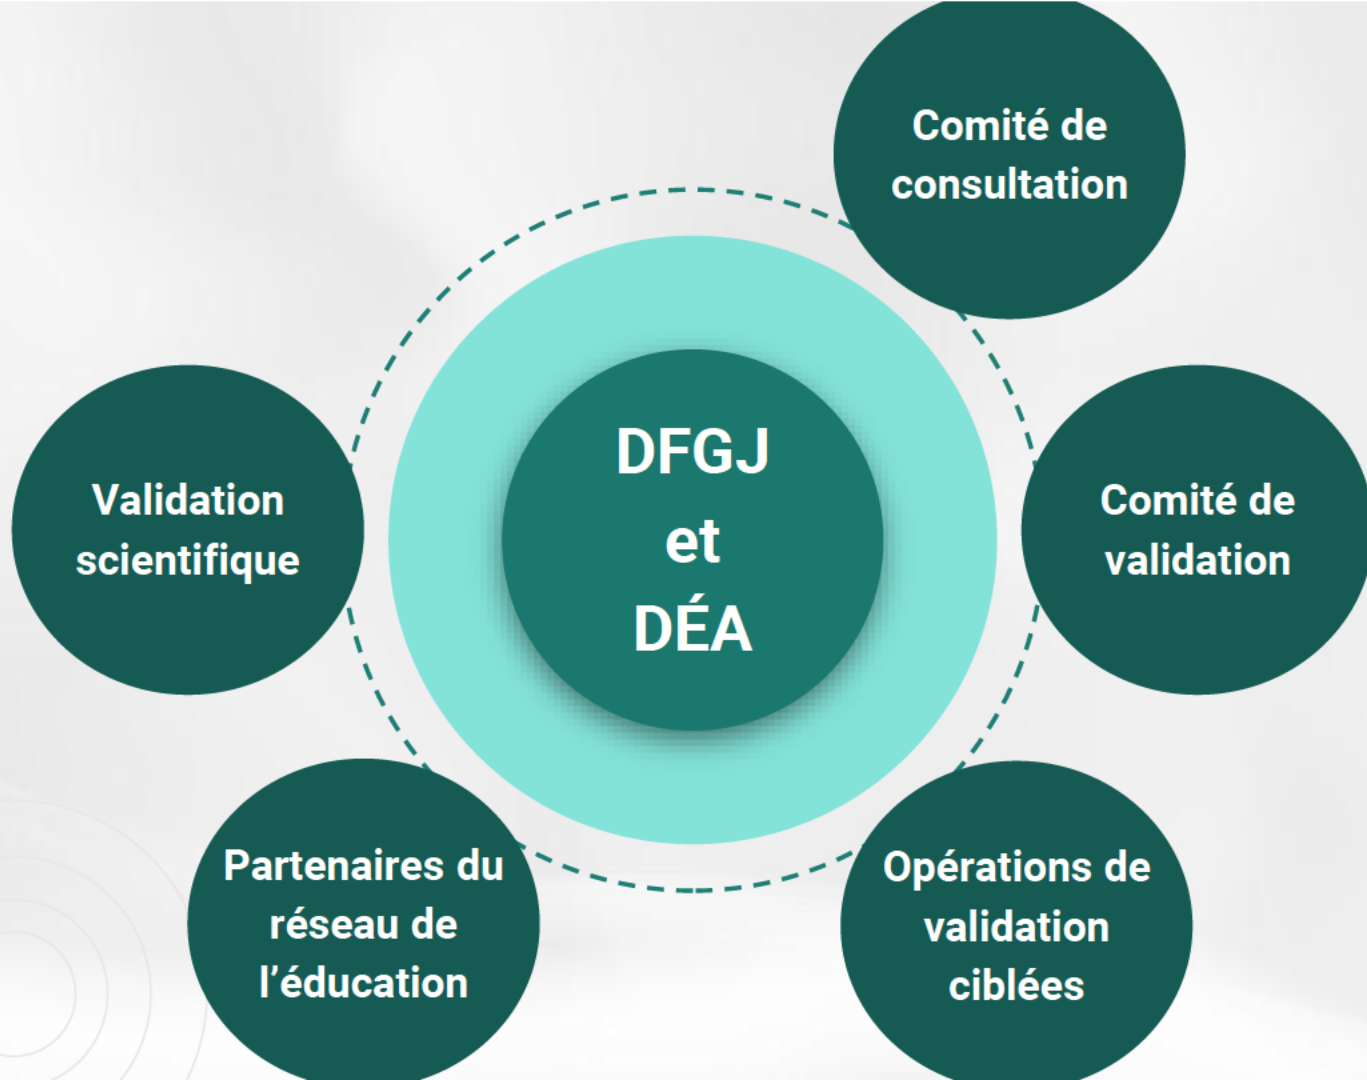 Comité de
consultation
DFGJ
et
DÉA
Validation
scientifique
Comité de
validation
Partenaires du
réseau de
l’éducation
Opérations de
validation
ciblées